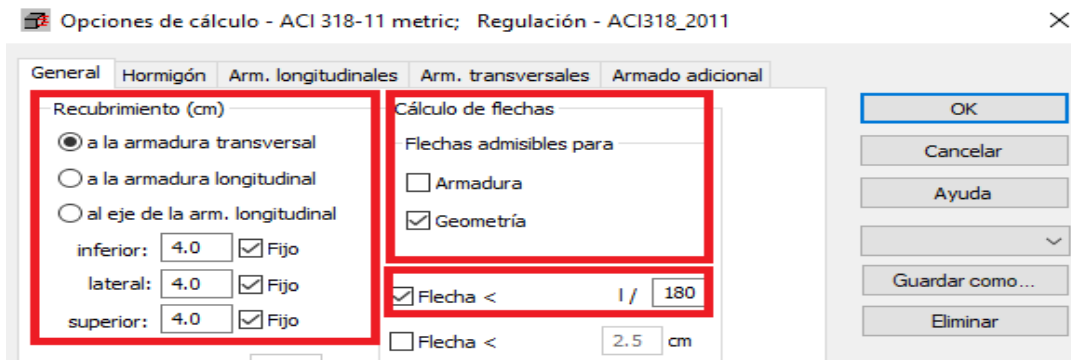 Opciones de cálculo - ACI 318-11 metric; Regulación - ACI318_2011
General Hormigón Arm. longitudinales Arm. transversales Armado adicional
Recubrimiento (cm)
a la armadura transversal
a la armadura longitudinal
al eje de la arm. longitudinal
inferior: 4.0 Fijo
lateral: 4.0 Fijo
superior: 4.0 Fijo
Cálculo de flechas
Flechas admisibles para
Armadura
Geometría
Flecha < l / 180
Flecha < 2.5 cm
OK
Cancelar
Ayuda
Guardar como...
Eliminar